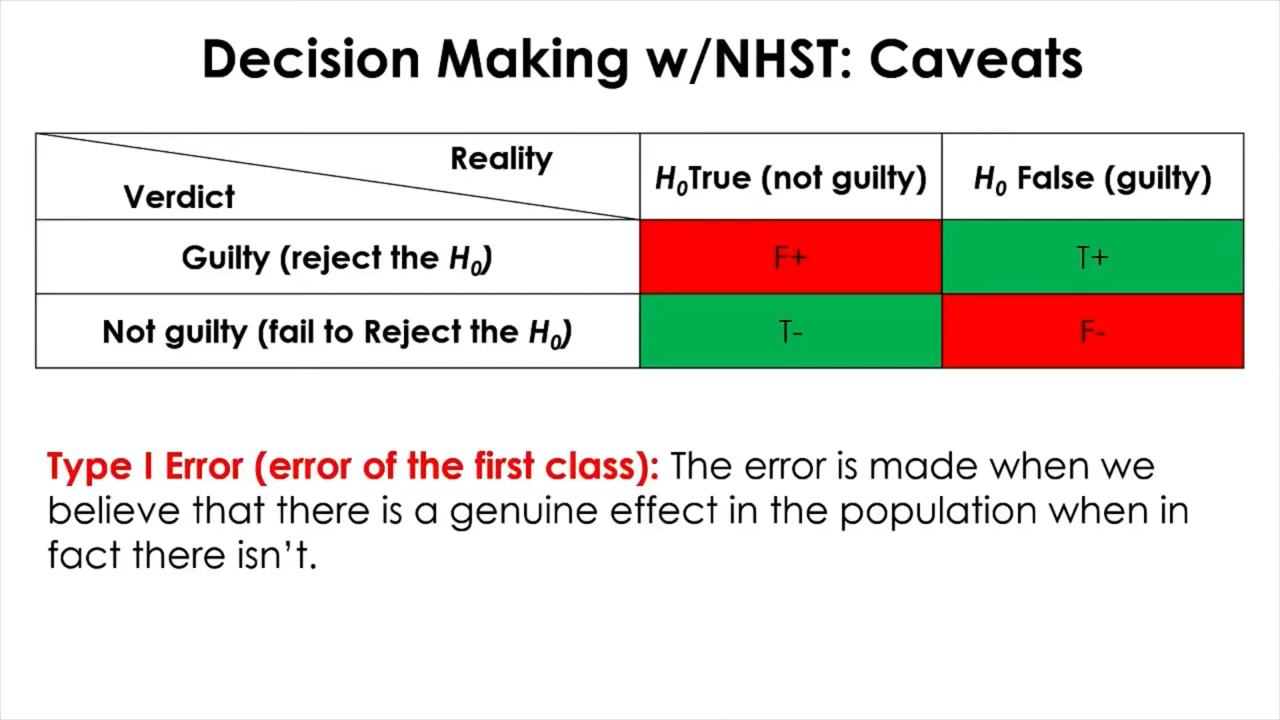 Decision Making w/NHST: Caveats
Reality
Verdict
H0True (not guilty)
H0 False (guilty)
Guilty (reject the H0)
F+
T+
Not guilty (fail to Reject the H0)
T-
F-
Type I Error (error of the first class): The error is made when we
believe that there is a genuine effect in the population when in
fact there isn’t.